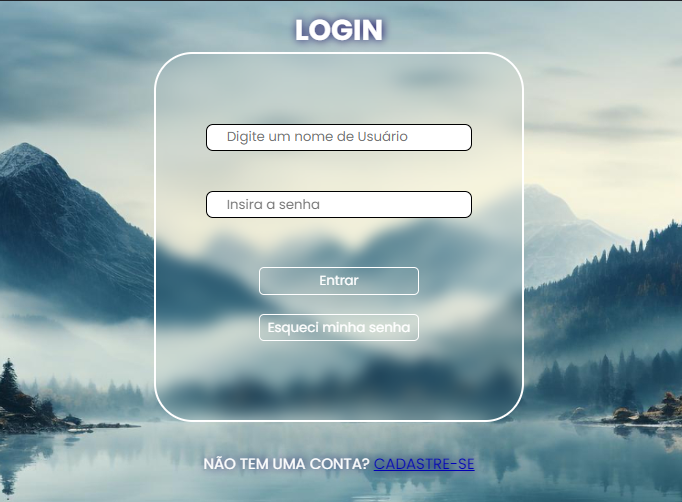 LOGIN
Digite um nome de Usuário
Insira a senha
Entrar
Esqueci minha senha
NÃO TEM UMA CONTA? CADASTRE-SE